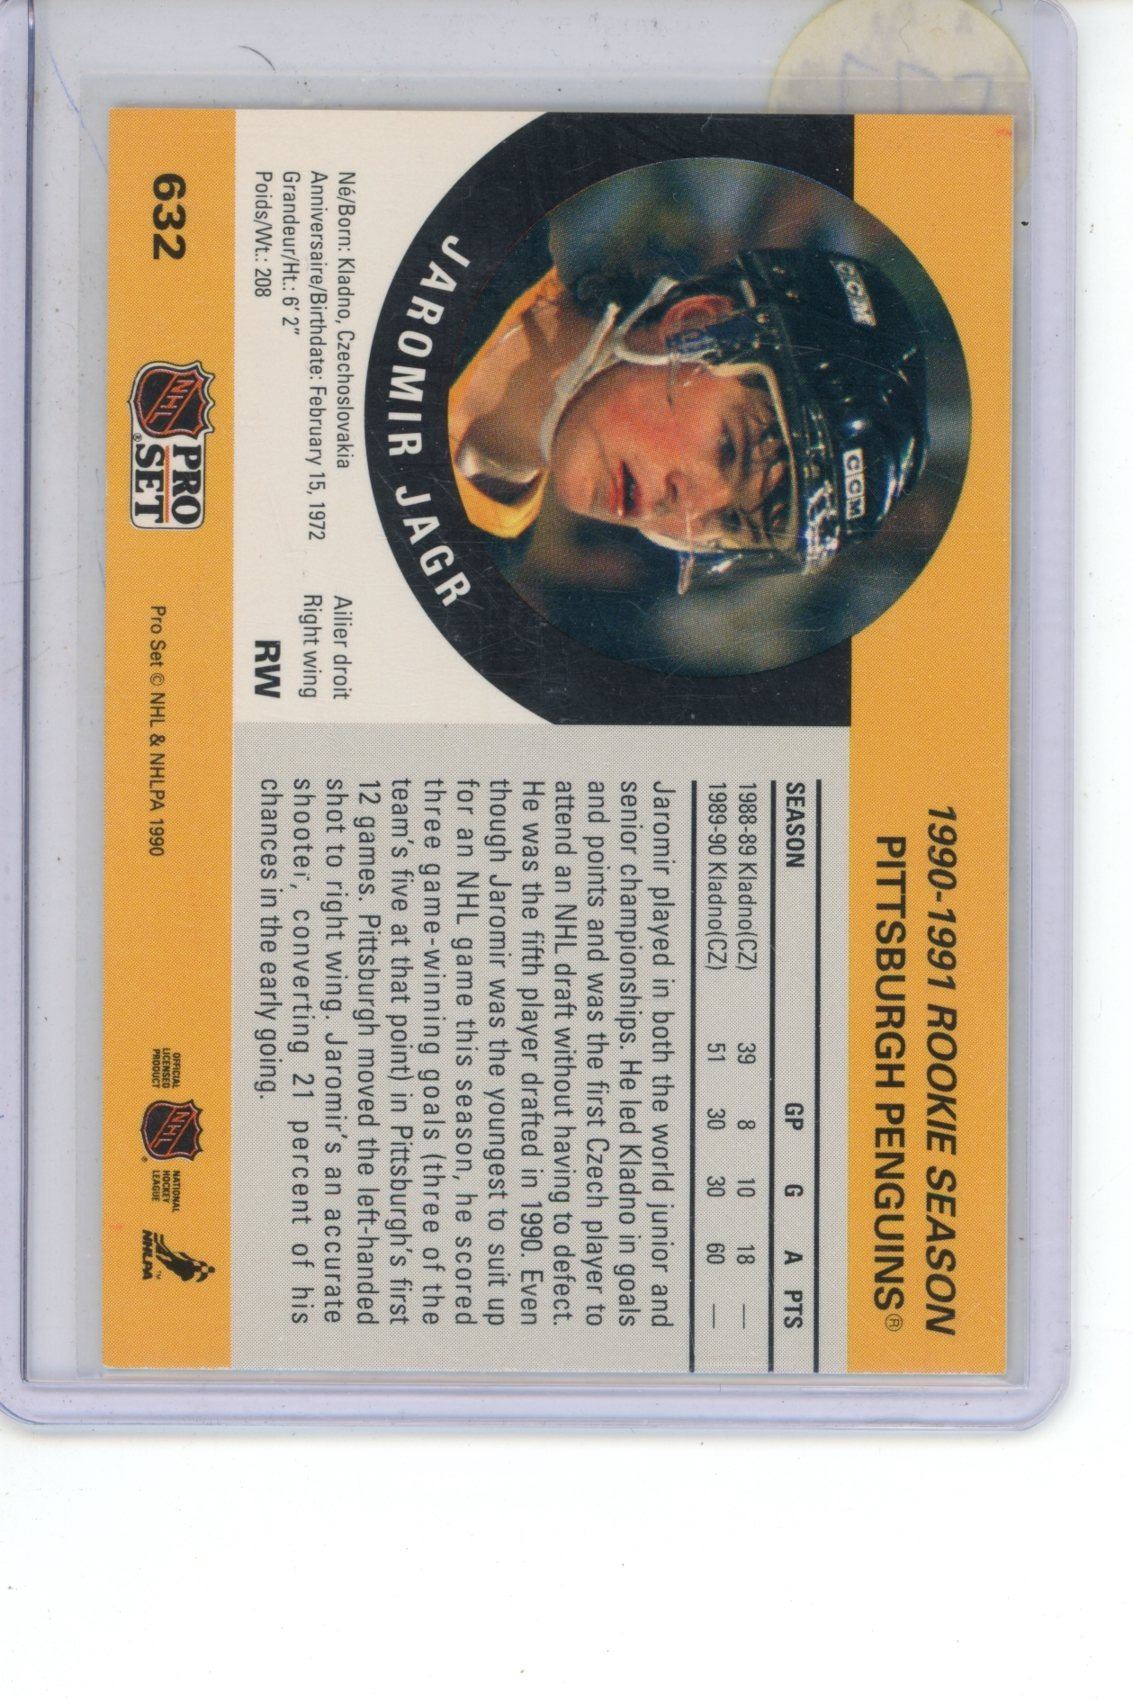 1990-1991 ROOKIE SEASON
PITTSBURGH PENGUINS®
CCM
CCM
JAROMIR JAGR
Né/Born: Kladno, Czechoslovakia
Anniversaire/Birthdate: February 15, 1972
Grandeur/Ht.: 6' 2"
Poids/Wt.: 208
Ailier droit
Right wing
RW
SEASON GP G A PTS
1988-89 Kladno(CZ) 39 8 10 18 —
1989-90 Kladno(CZ) 51 30 30 60 —
Jaromir played in both the world junior and
senior championships. He led Kladno in goals
and points and was the first Czech player to
attend an NHL draft without having to defect.
He was the fifth player drafted in 1990. Even
though Jaromir was the youngest to suit up
for an NHL game this season, he scored
three game-winning goals (three of the
team's five at that point) in Pittsburgh's first
12 games. Pittsburgh moved the left-handed
shot to right wing. Jaromir's an accurate
shooter, converting 21 percent of his
chances in the early going.
632
NHL
PRO
SET®
Pro Set © NHL & NHLPA 1990
OFFICIAL
LICENSED
PRODUCT
NHL®
NATIONAL
HOCKEY
LEAGUE
NHLPA™